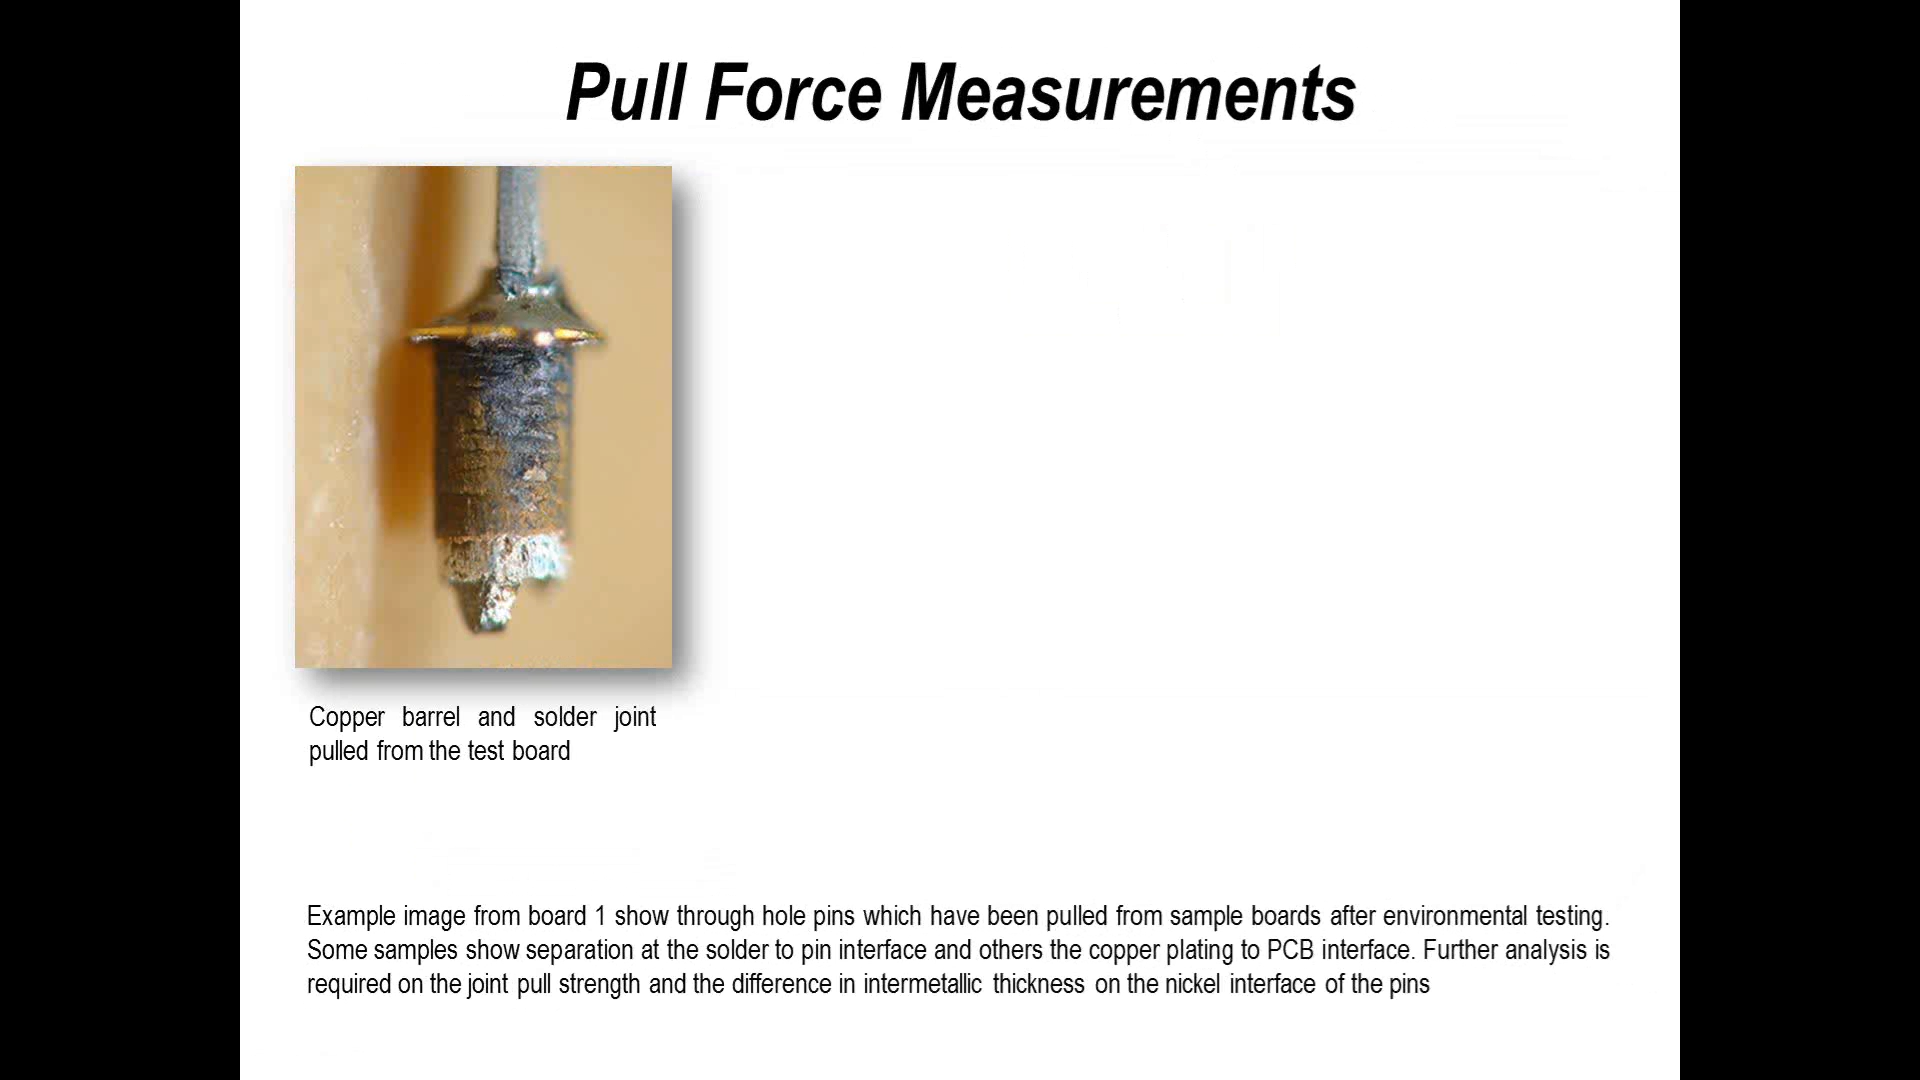 Pull Force Measurements
Copper barrel and solder joint
pulled from the test board
Example image from board 1 show through hole pins which have been pulled from sample boards after environmental testing.
Some samples show separation at the solder to pin interface and others the copper plating to PCB interface. Further analysis is
required on the joint pull strength and the difference in intermetallic thickness on the nickel interface of the pins